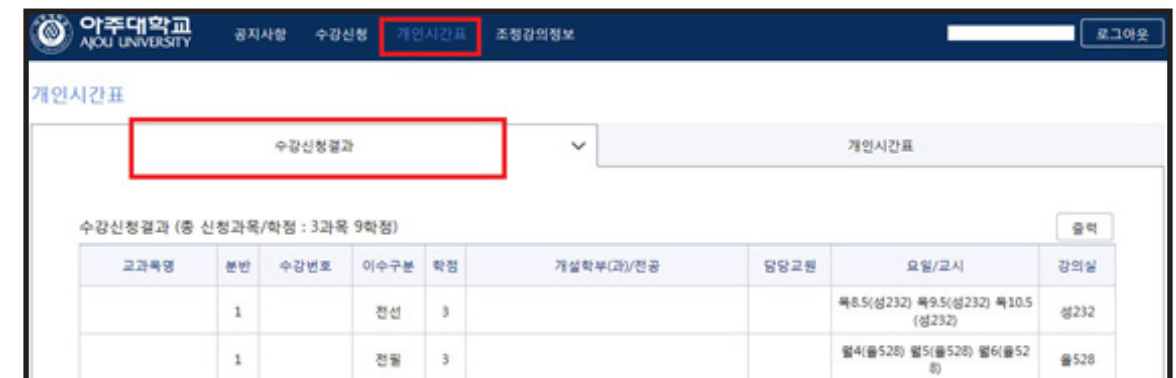 아주대학교
AJOU UNIVERSITY
공지사항 수강신청 개인시간표 조정강의정보 로그아웃
개인시간표
수강신청결과 개인시간표
수강신청결과 (총 신청과목/학점 : 3과목 9학점)
출력
교과목명 분반 수강번호 이수구분 학점 개설학부(과)/전공 담당교원 요일/교시 강의실
1 전선 3 목8.5(성232) 목9.5(성232) 목10.5
(성232) 성232
1 전필 3 월4(율528) 월5(율528) 월6(율52
8) 율528